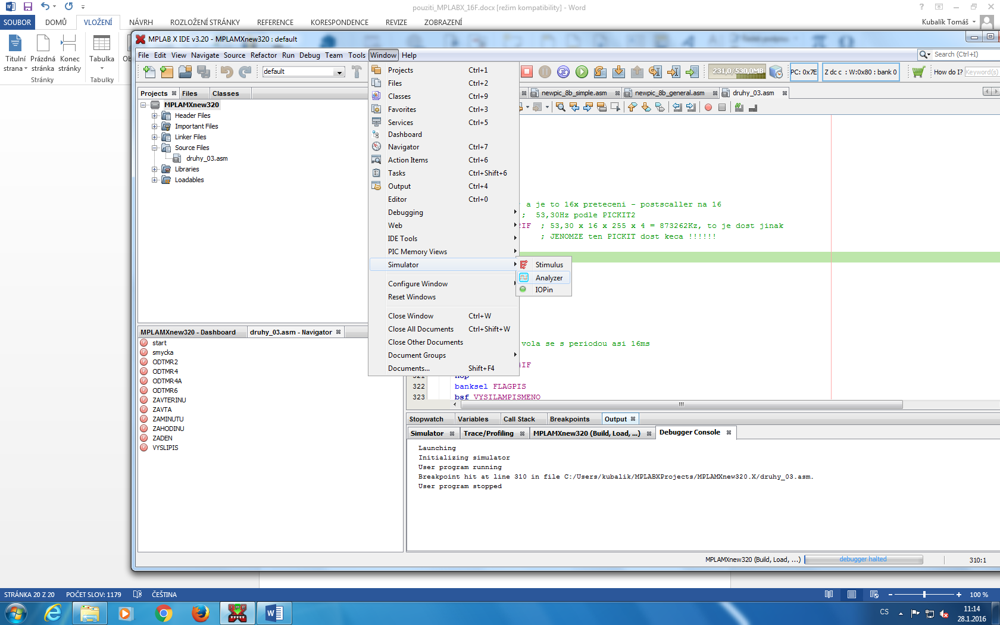 pouziti_MPLABX_16F.docx [režim kompatibility] - Word
SOUBOR DOMŮ VLOŽENÍ NÁVRH ROZLOŽENÍ STRÁNKY REFERENCE KORESPONDENCE REVIZE ZOBRAZENÍ Kubalík Tomáš
Titulní strana
Prázdná stránka
Konec stránky
Tabulka
Stránky
Tabulky
MPLAB X IDE v3.20 - MPLAMXnew320 : default
File Edit View Navigate Source Refactor Run Debug Team Tools Window Help
Search (Ctrl+I)
default
231,0/530,0MB
PC: 0x7E
Z dc c : W:0x80 : bank 0
How do I?
Keyword(s)
Projects Files Classes
newpic_8b_simple.asm newpic_8b_general.asm druhy_03.asm
MPLAMXnew320
Header Files
Important Files
Linker Files
Source Files
druhy_03.asm
Libraries
Loadables
Projects Ctrl+1
Files Ctrl+2
Classes Ctrl+9
Favorites Ctrl+3
Services Ctrl+5
Dashboard
Navigator Ctrl+7
Action Items Ctrl+6
Tasks Ctrl+Shift+6
Output Ctrl+4
Editor Ctrl+0
Debugging
Web
IDE Tools
PIC Memory Views
Simulator
Configure Window
Reset Windows
Close Window Ctrl+W
Close All Documents Ctrl+Shift+W
Close Other Documents
Document Groups
Documents... Shift+F4
Stimulus
Analyzer
IOPin
a je to 16x preteceni - postscaller na 16
; 53,30Hz podle PICKIT2
IF ; 53,30 x 16 x 255 x 4 = 873262Kz, to je dost jinak
; JENOMZE ten PICKIT dost keca !!!!!!
vola se s periodou asi 16ms
IF
321 nop
322 banksel FLAGPIS
323 bsf VYSILAMPISMENO
MPLAMXnew320 - Dashboard druhy_03.asm - Navigator
start
smycka
ODTMR2
ODTMR4
ODTMR4A
ODTMR6
ZAVTERINU
ZAVTA
ZAMINUTU
ZAHODINU
ZADEN
VYSLIPIS
Stopwatch Variables Call Stack Breakpoints Output
Simulator Trace/Profiling MPLAMXnew320 (Build, Load, ...) Debugger Console
Launching
Initializing simulator
User program running
Breakpoint hit at line 310 in file C:/Users/kubalik/MPLABXProjects/MPLAMXnew320.X/druhy_03.asm.
User program stopped
MPLAMXnew320 (Build, Load, ...) debugger halted 310:1
STRÁNKA 20 Z 20 POČET SLOV: 1179 ČEŠTINA 100 %
CS
11:14
28.1.2016